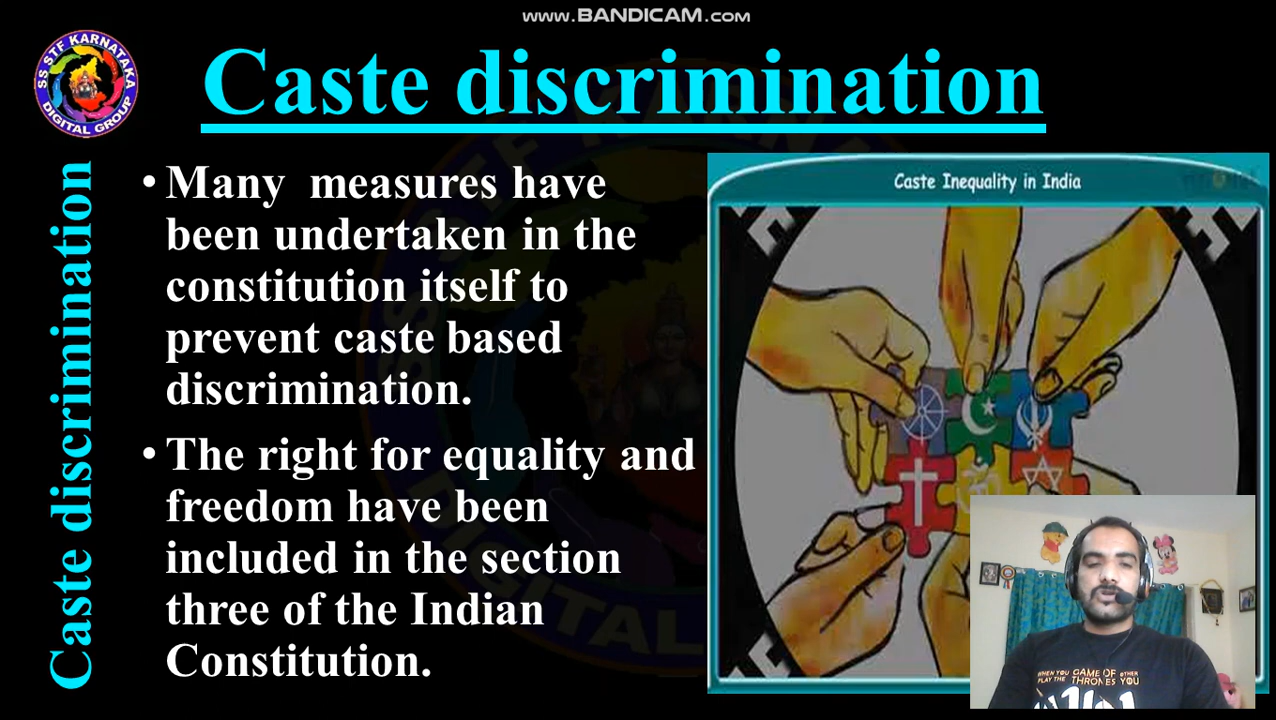 www.BANDICAM.com
SS STF KARNATAKA
DIGITAL GROUP
Caste discrimination
Caste discrimination
• Many measures have
been undertaken in the
constitution itself to
prevent caste based
discrimination.
• The right for equality and
freedom have been
included in the section
three of the Indian
Constitution.
Caste Inequality in India
WHEN YOU GAME OF OTHER
PLAY THE THRONES YOU